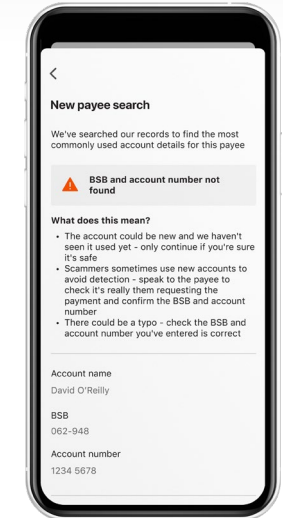 New payee search
We've searched our records to find the most
commonly used account details for this payee
BSB and account number not
found
What does this mean?
• The account could be new and we haven't
seen it used yet - only continue if you're sure
it's safe
• Scammers sometimes use new accounts to
avoid detection - speak to the payee to
check it's really them requesting the
payment and confirm the BSB and account
number
• There could be a typo - check the BSB and
account number you've entered is correct
Account name
David O'Reilly
BSB
062-948
Account number
1234 5678